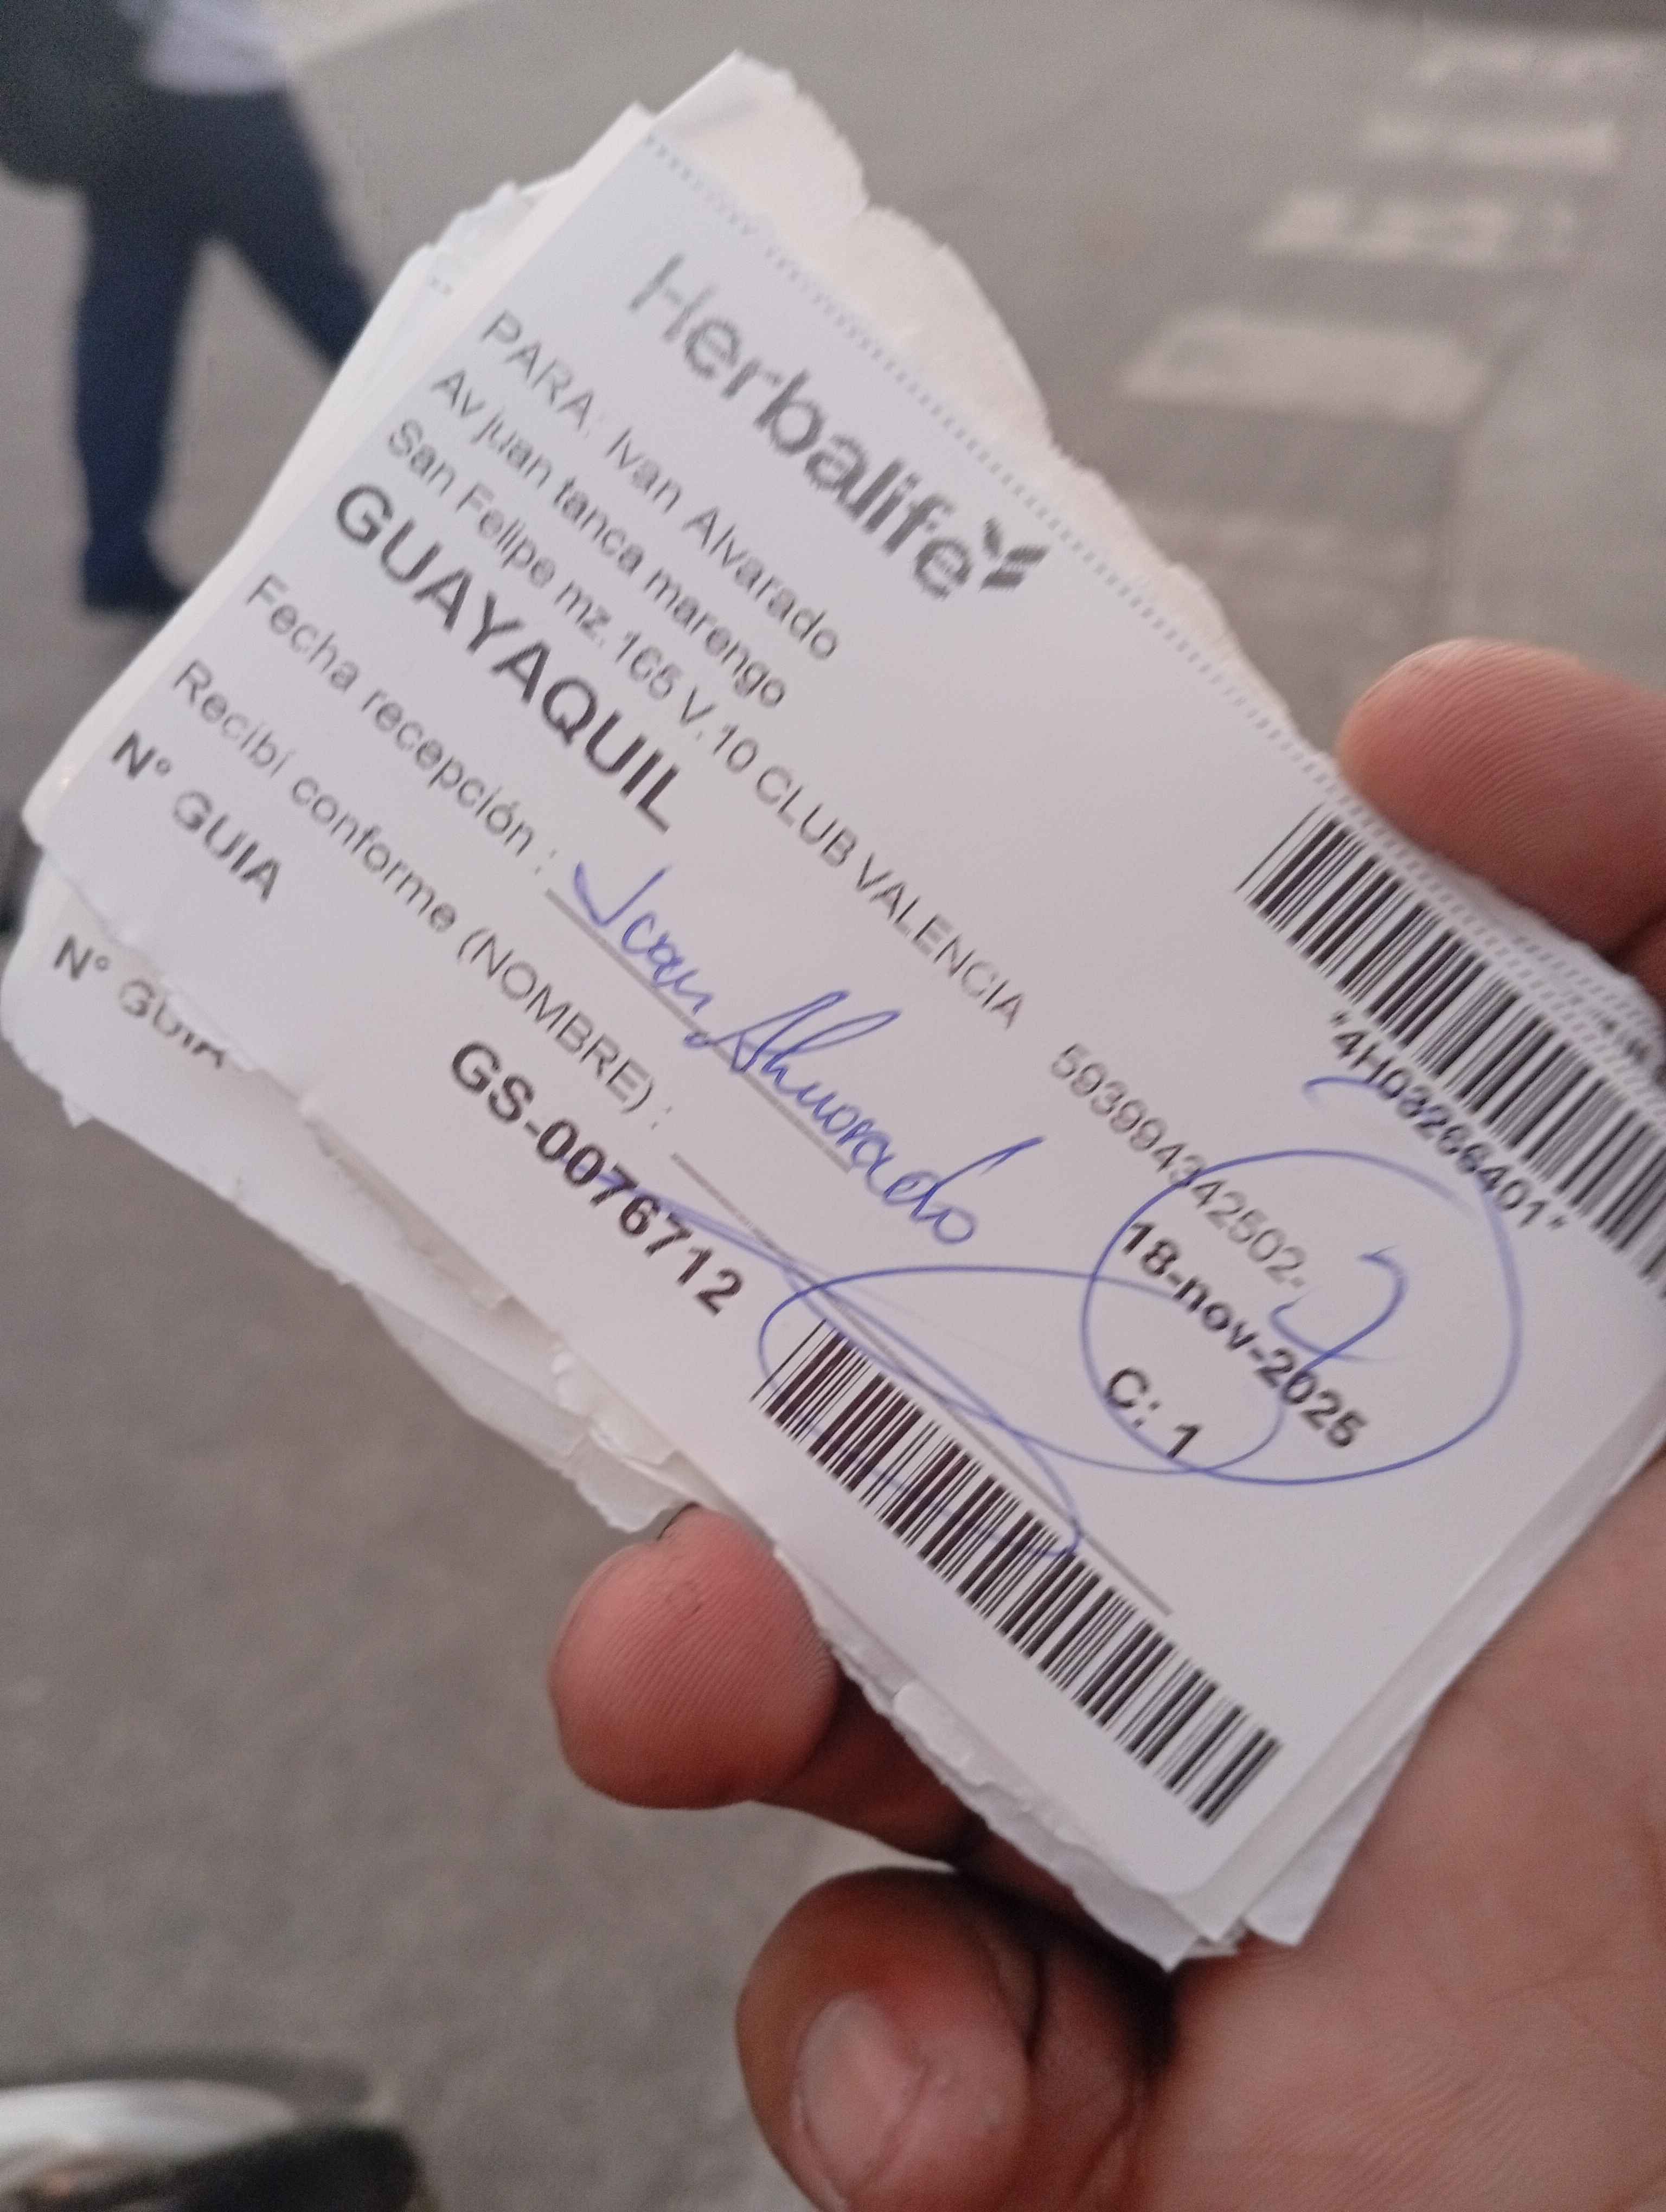 Herbalife
PARA: Ivan Alvarado
Av juan tanca marengo
San Felipe mz. 165 V.10 CLUB VALENCIA 593994342502-
GUAYAQUIL
"4H03266401"
18-nov-2025
Fecha recepción :
C: 1
Recibí conforme (NOMBRE) :
N° GUIA GS-0076712
N° GUIA